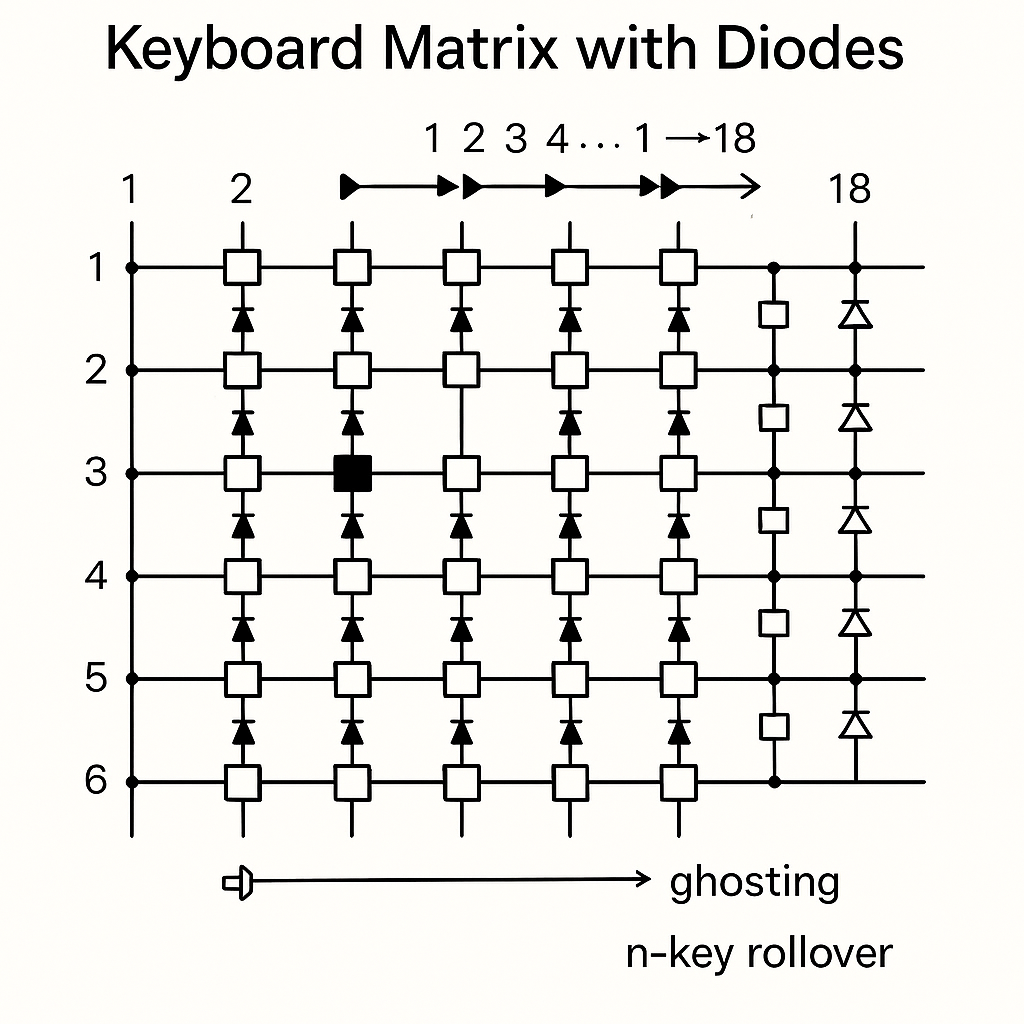 Keyboard Matrix with Diodes
1 2 3 4... 1 →18
1 2 18
1
2
3
4
5
6
ghosting
n-key rollover